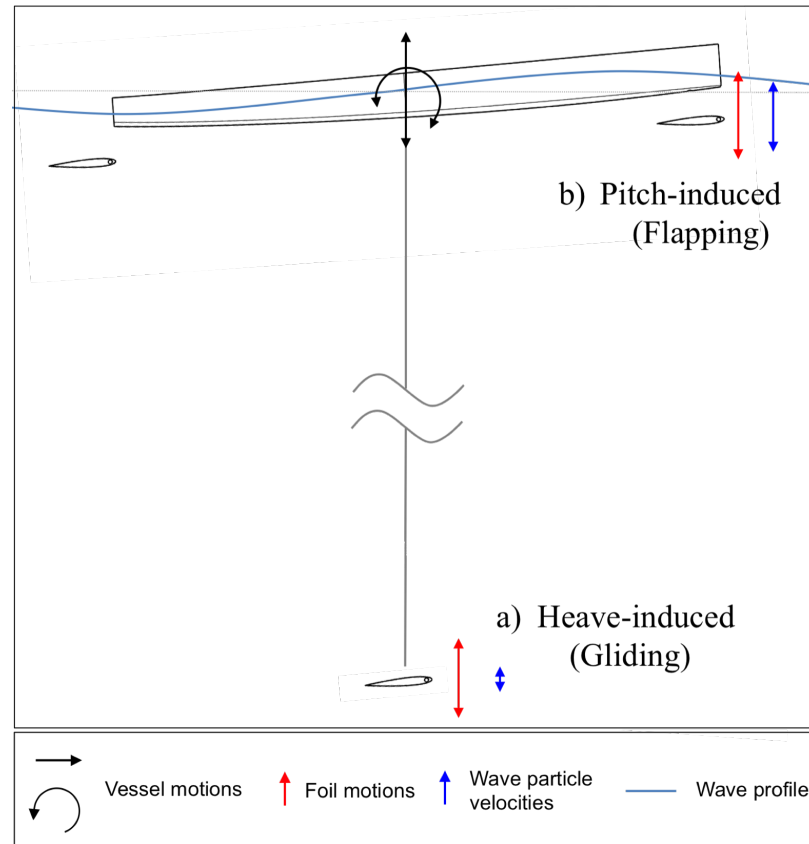 b) Pitch-induced
(Flapping)
a) Heave-induced
(Gliding)
Vessel motions
Foil motions
Wave particle
velocities
Wave profile